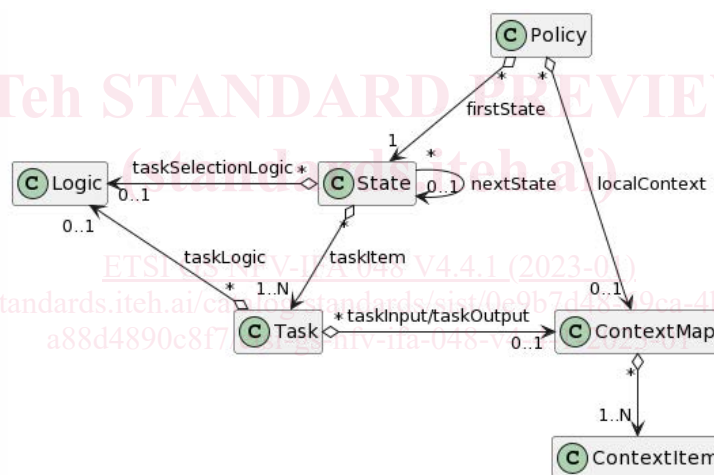 C Policy
* *
firstState
iTeh STANDARD PREVIEW
1
*
taskSelectionLogic *
(standards.iteh.ai)
C Logic
C State
0..1
0..1
nextState
localContext
0..1
*
taskLogic
taskItem
ETSI GS NFV-IFA 048 V4.4.1 (2023-01)
* 1..N
0..1
* taskInput/taskOutput
C Task
0..1
C ContextMap
*
1..N
C ContextItem